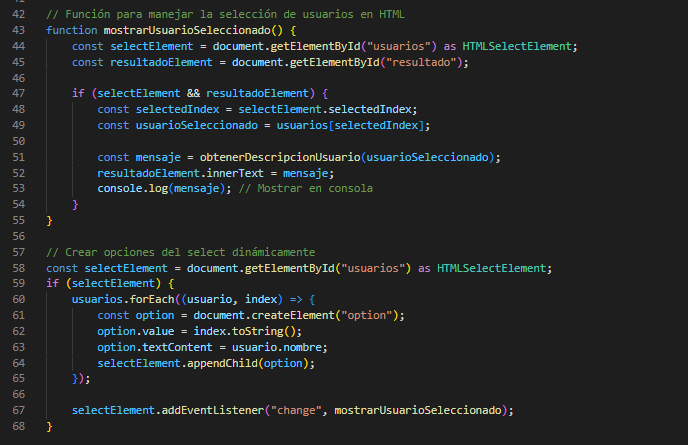 42 // Función para manejar la selección de usuarios en HTML
43 function mostrarUsuarioSeleccionado() {
44     const selectElement = document.getElementById("usuarios") as HTMLSelectElement;
45     const resultadoElement = document.getElementById("resultado");
46
47     if (selectElement && resultadoElement) {
48         const selectedIndex = selectElement.selectedIndex;
49         const usuarioSeleccionado = usuarios[selectedIndex];
50
51         const mensaje = obtenerDescripcionUsuario(usuarioSeleccionado);
52         resultadoElement.innerText = mensaje;
53         console.log(mensaje); // Mostrar en consola
54     }
55 }
56
57 // Crear opciones del select dinámicamente
58 const selectElement = document.getElementById("usuarios") as HTMLSelectElement;
59 if (selectElement) {
60     usuarios.forEach((usuario, index) => {
61         const option = document.createElement("option");
62         option.value = index.toString();
63         option.textContent = usuario.nombre;
64         selectElement.appendChild(option);
65     });
66
67     selectElement.addEventListener("change", mostrarUsuarioSeleccionado);
68 }